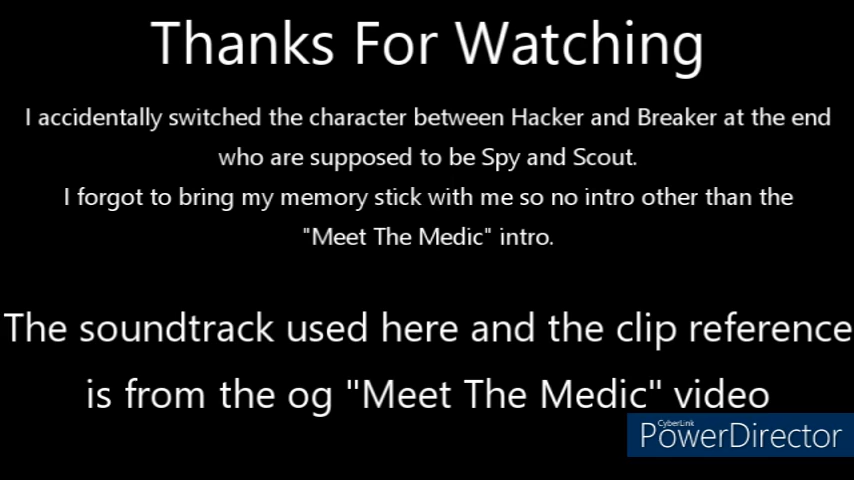 Thanks For Watching
I accidentally switched the character between Hacker and Breaker at the end
who are supposed to be Spy and Scout.
I forgot to bring my memory stick with me so no intro other than the
"Meet The Medic" intro.
The soundtrack used here and the clip reference
is from the og "Meet The Medic" video
CyberLink
PowerDirector